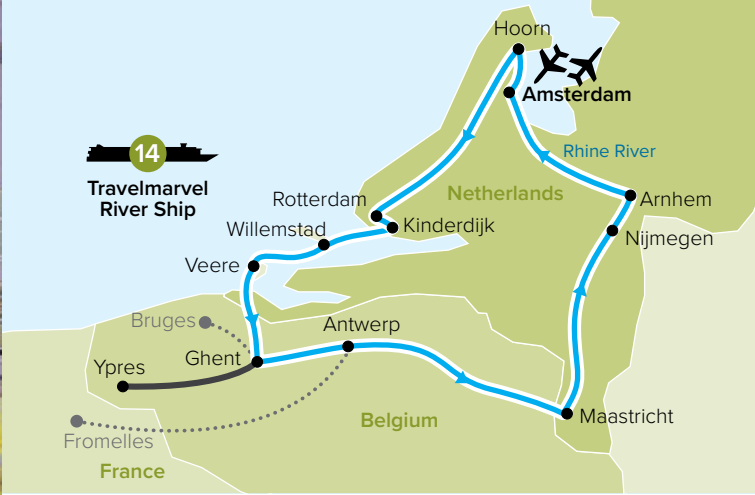 Hoorn
Amsterdam
14
Travelmarvel
River Ship
Rhine River
Netherlands
Arnhem
Rotterdam
Kinderdijk
Willemstad
Nijmegen
Veere
Bruges
Antwerp
Ghent
Ypres
Maastricht
Belgium
Fromelles
France